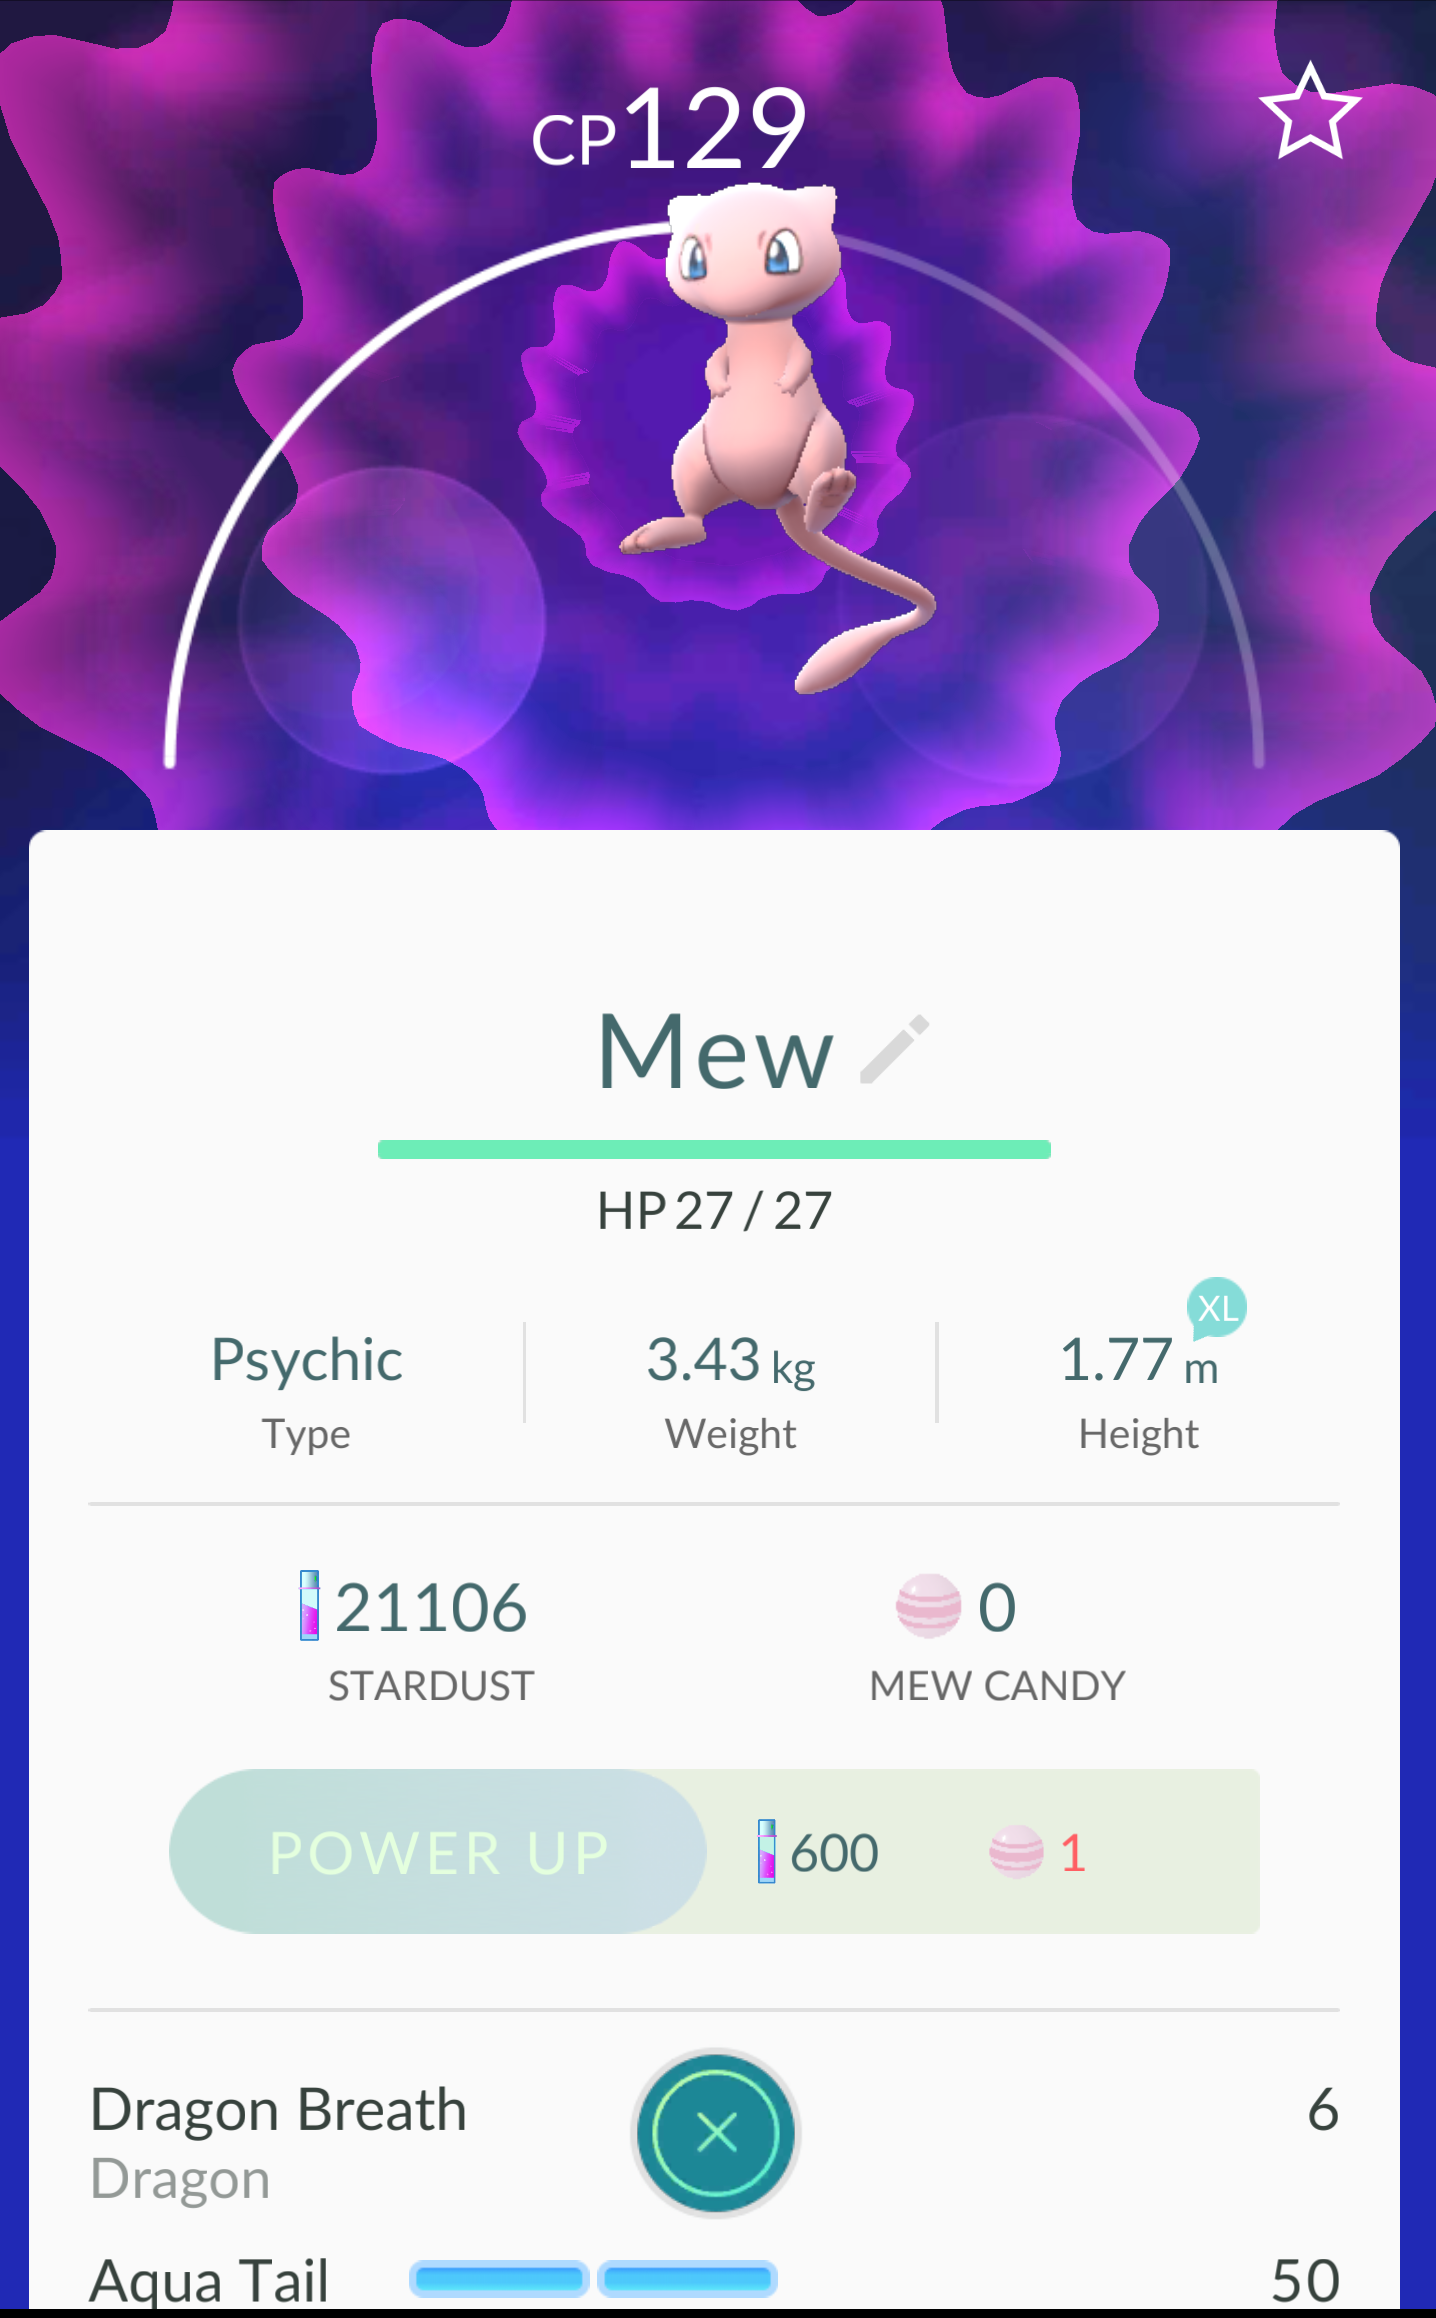 CP129
Mew
HP 27 / 27
XL
Psychic 3.43 kg 1.77 m
Type Weight Height
21106 0
STARDUST MEW CANDY
POWER UP 600 1
Dragon Breath 6
Dragon
Aqua Tail 50